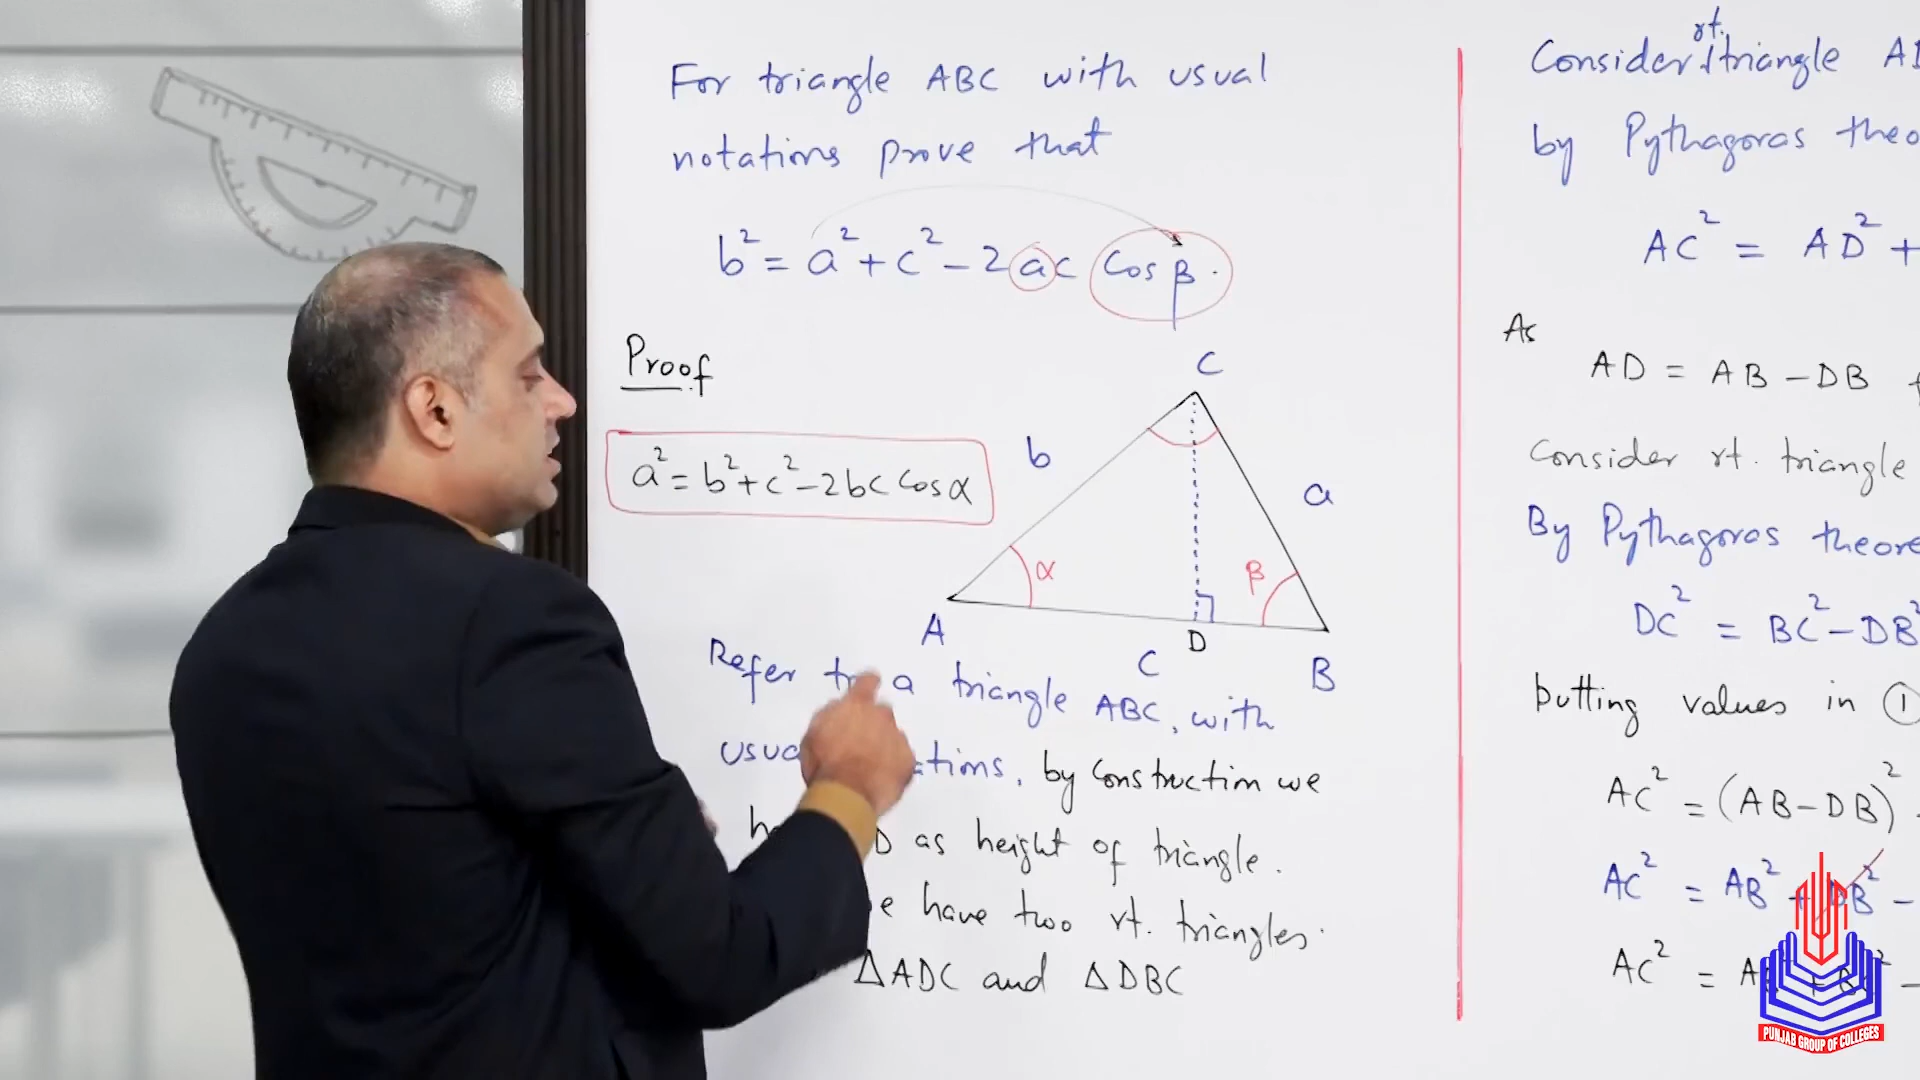 For triangle ABC with usual
notations prove that
b² = a² + c² - 2ac Cos β.
Proof
a² = b² + c² - 2bc Cos α
C
b
a
α
β
A
D
C
B
Refer to a triangle ABC, with
by construction we
as height of triangle.
have two rt. triangles.
ΔADC and ΔDBC
Consider rt. triangle
by Pythagoras
AC² = AD² +
As
AD = AB - DB
Consider rt. triangle
By Pythagoras
DC² = BC² - DB²
putting values in ①
AC² = (AB - DB)²
AC² = AB² + DB² -
AC² =
PUNJAB GROUP OF COLLEGES